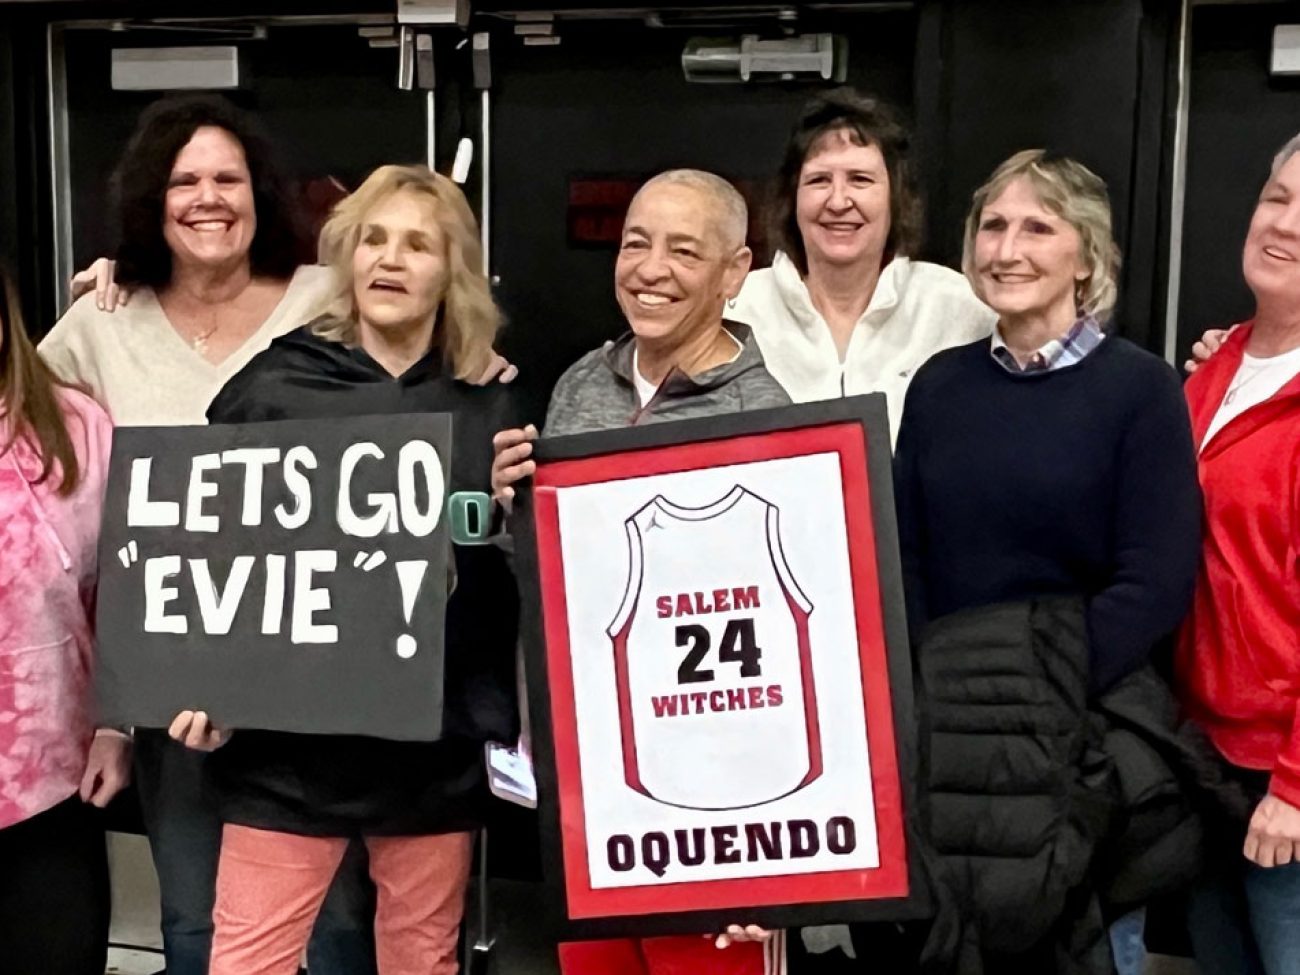 LETS GO
"EVIE"!
SALEM
24
WITCHES
OQUENDO